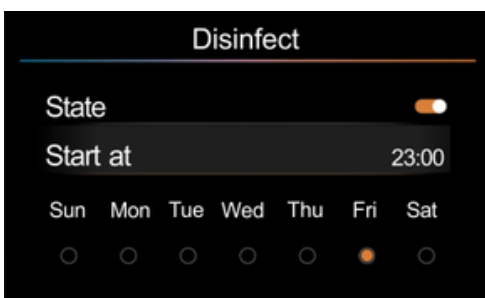 Disinfect
State
Start at 23:00
Sun Mon Tue Wed Thu Fri Sat